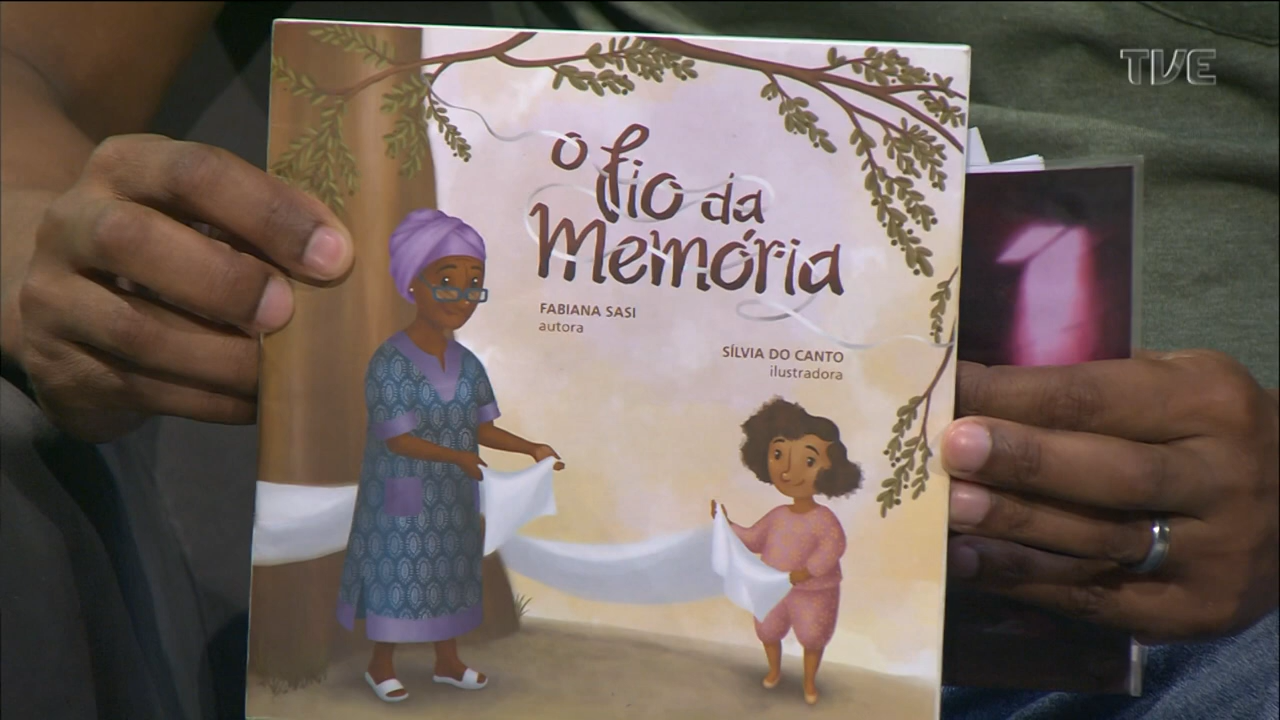 TVE
o fio da
Memória
FABIANA SASI
autora
SÍLVIA DO CANTO
ilustradora